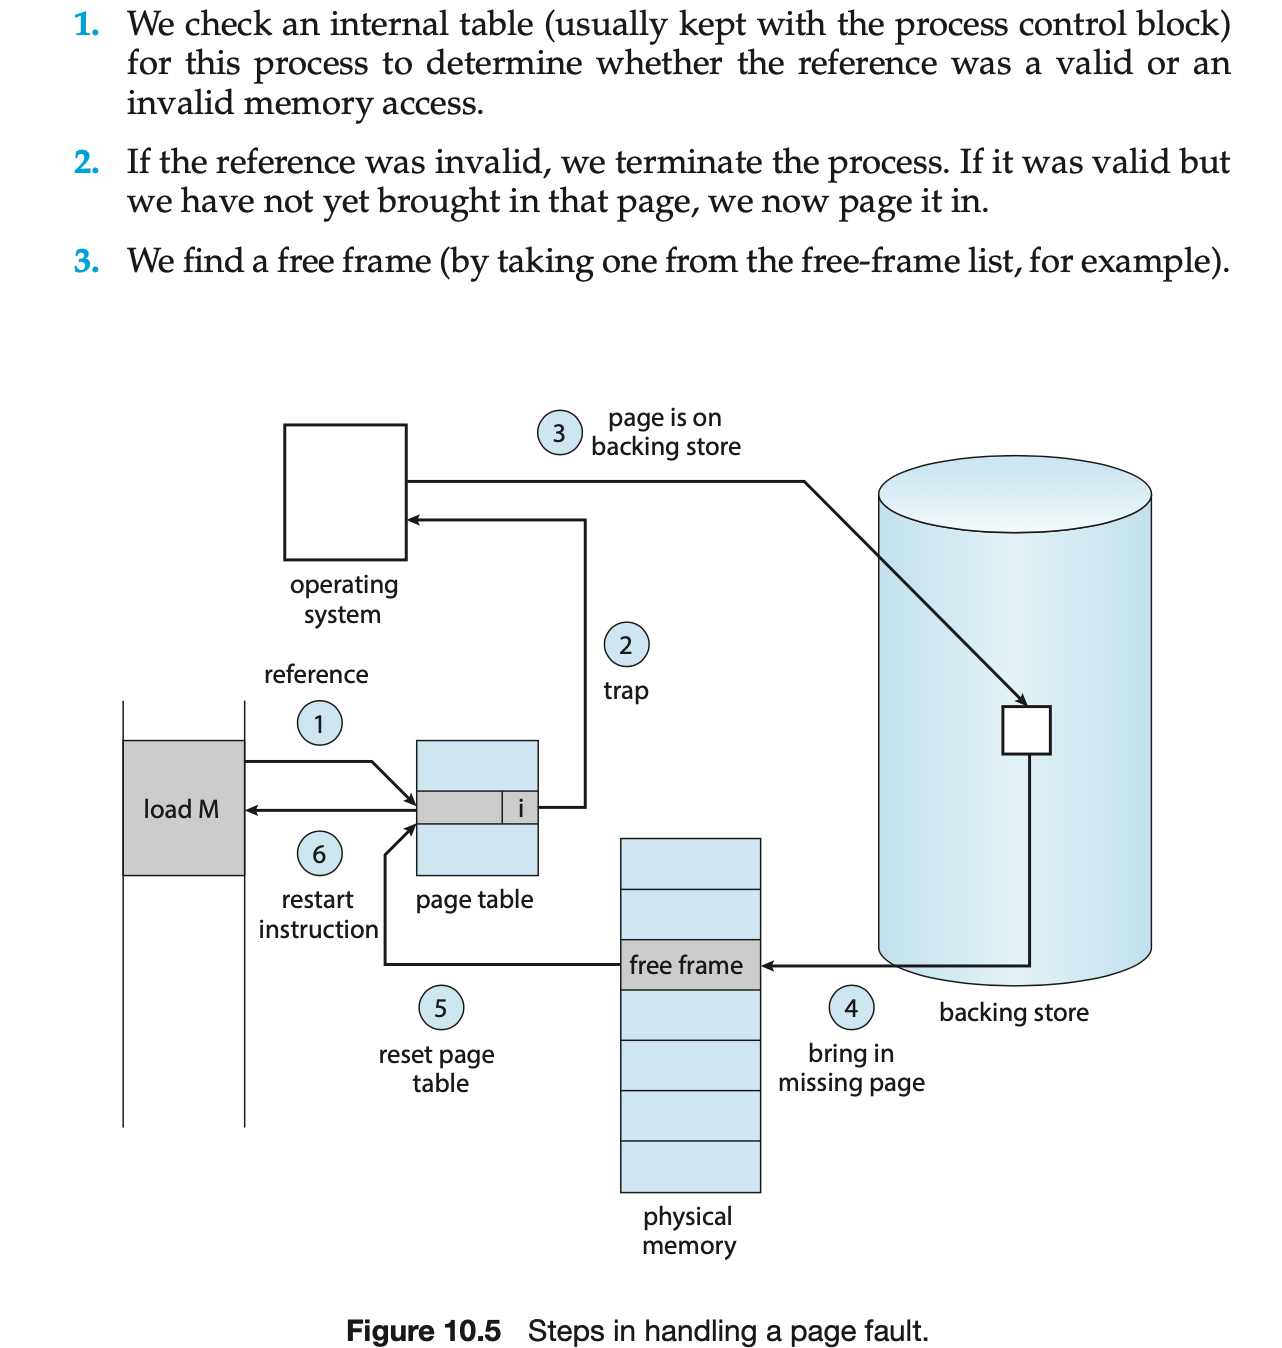 1. We check an internal table (usually kept with the process control block)
for this process to determine whether the reference was a valid or an
invalid memory access.
2. If the reference was invalid, we terminate the process. If it was valid but
we have not yet brought in that page, we now page it in.
3. We find a free frame (by taking one from the free-frame list, for example).
3
page is on
backing store
operating
system
2
trap
reference
1
load M
i
6
restart
instruction
page table
free frame
5
reset page
table
4
bring in
missing page
backing store
physical
memory
Figure 10.5 Steps in handling a page fault.